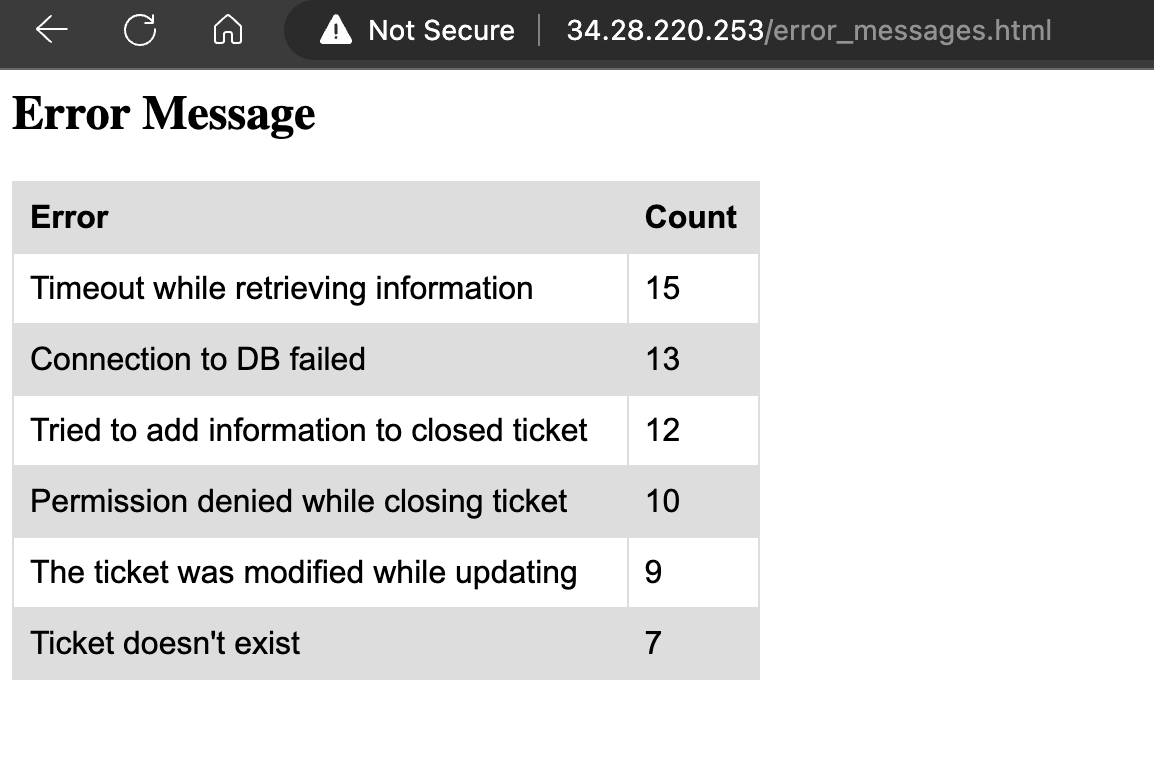 Not Secure | 34.28.220.253/error_messages.html
Error Message
Error Count
Timeout while retrieving information 15
Connection to DB failed 13
Tried to add information to closed ticket 12
Permission denied while closing ticket 10
The ticket was modified while updating 9
Ticket doesn't exist 7